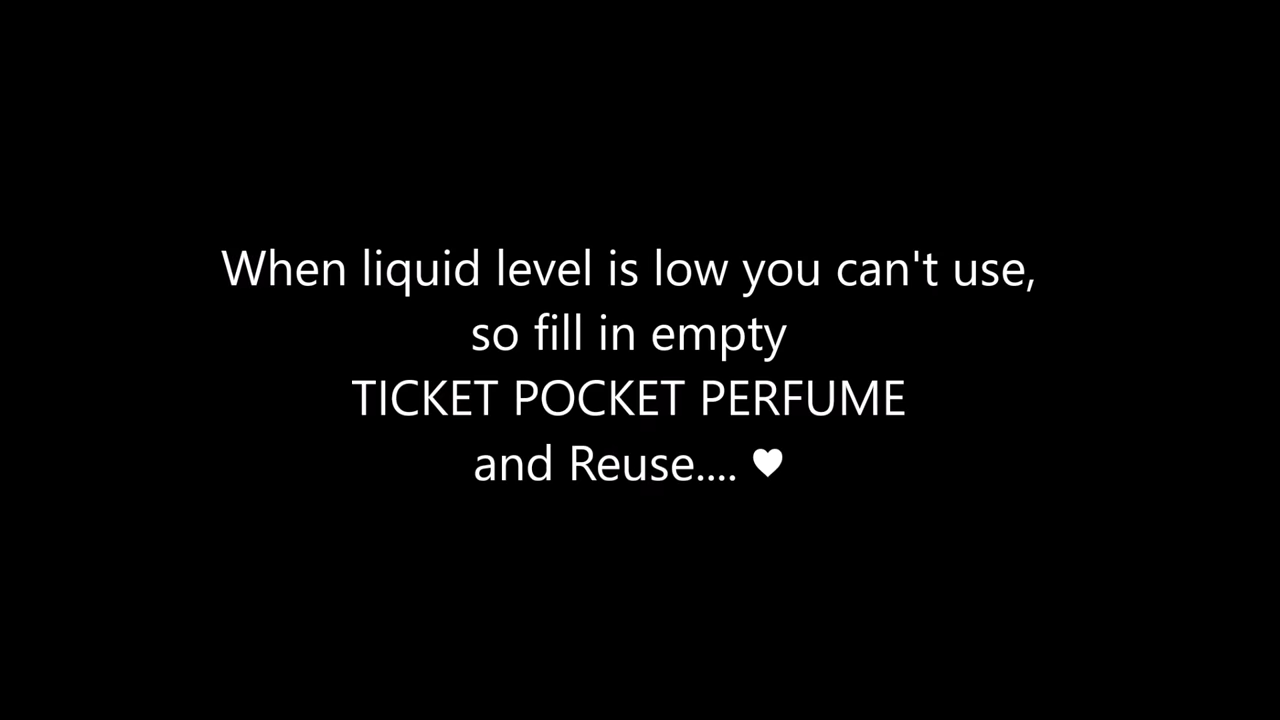 When liquid level is low you can't use,
so fill in empty
TICKET POCKET PERFUME
and Reuse.... ♥